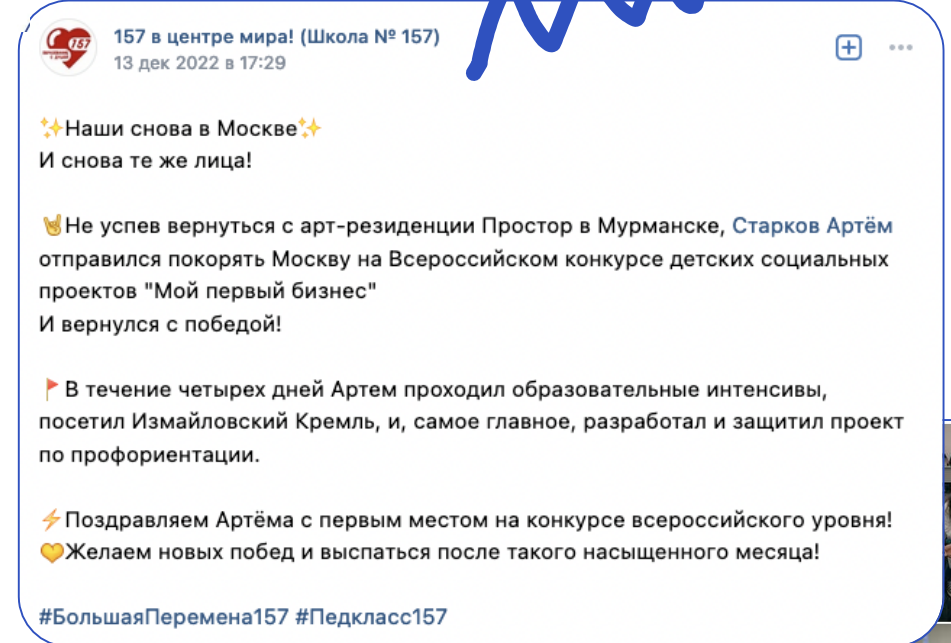 157 в центре мира! (Школа № 157)
13 дек 2022 в 17:29
✨Наши снова в Москве✨
И снова те же лица!
🤘Не успев вернуться с арт-резиденции Простор в Мурманске, Старков Артём
отправился покорять Москву на Всероссийском конкурсе детских социальных
проектов "Мой первый бизнес"
И вернулся с победой!
🚩В течение четырех дней Артем проходил образовательные интенсивы,
посетил Измайловский Кремль, и, самое главное, разработал и защитил проект
по профориентации.
⚡Поздравляем Артёма с первым местом на конкурсе всероссийского уровня!
💛Желаем новых побед и выспаться после такого насыщенного месяца!
#БольшаяПеремена157 #Педкласс157